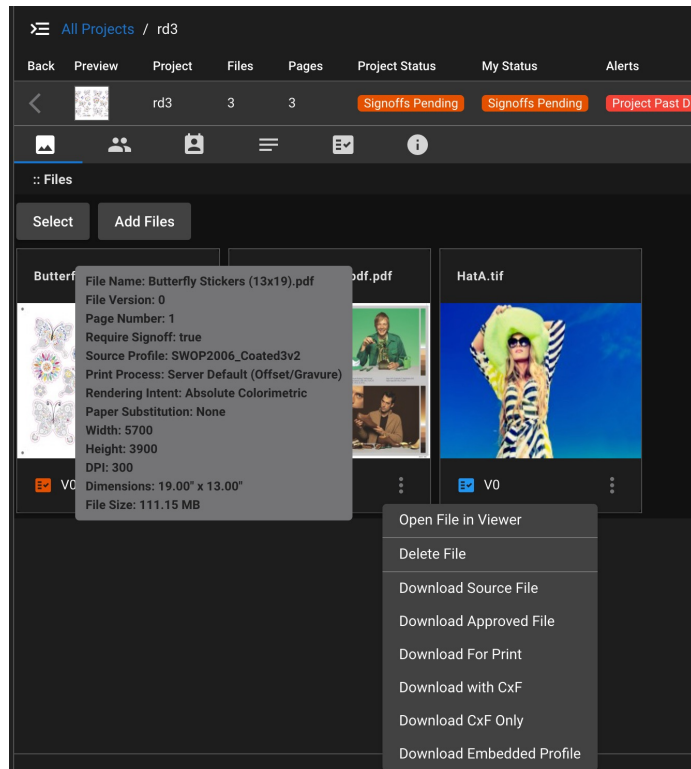 All Projects / rd3
Back Preview Project Files Pages Project Status My Status Alerts
rd3 3 3 Signoffs Pending Signoffs Pending Project Past D
:: Files
Select Add Files
Butterf
pdf.pdf
HatA.tif
File Name: Butterfly Stickers (13x19).pdf
File Version: 0
Page Number: 1
Require Signoff: true
Source Profile: SWOP2006_Coated3v2
Print Process: Server Default (Offset/Gravure)
Rendering Intent: Absolute Colorimetric
Paper Substitution: None
Width: 5700
Height: 3900
DPI: 300
Dimensions: 19.00" x 13.00"
File Size: 111.15 MB
V0
V0
Open File in Viewer
Delete File
Download Source File
Download Approved File
Download For Print
Download with CxF
Download CxF Only
Download Embedded Profile